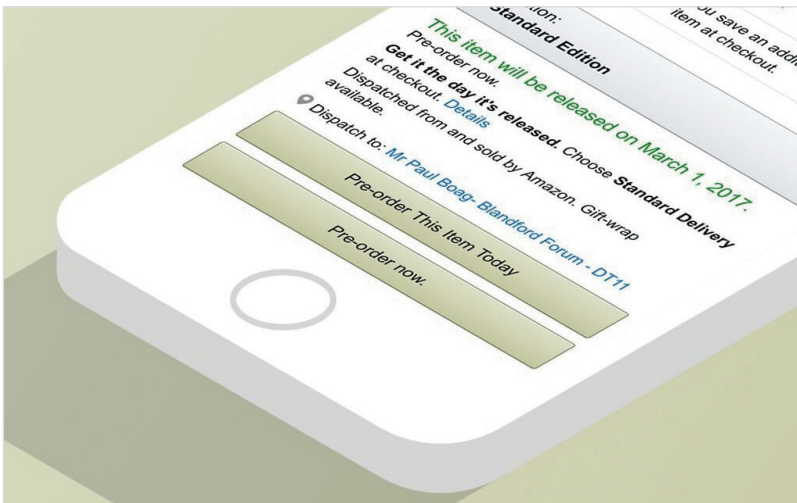 tion:
Standard Edition
ou save an addi
item at checkout.
This item will be released on March 1, 2017.
Pre-order now.
Get it the day it's released. Choose Standard Delivery
at checkout. Details
Dispatched from and sold by Amazon. Gift-wrap
available.
Dispatch to: Mr Paul Boag- Blandford Forum - DT11
Pre-order This Item Today
Pre-order now.